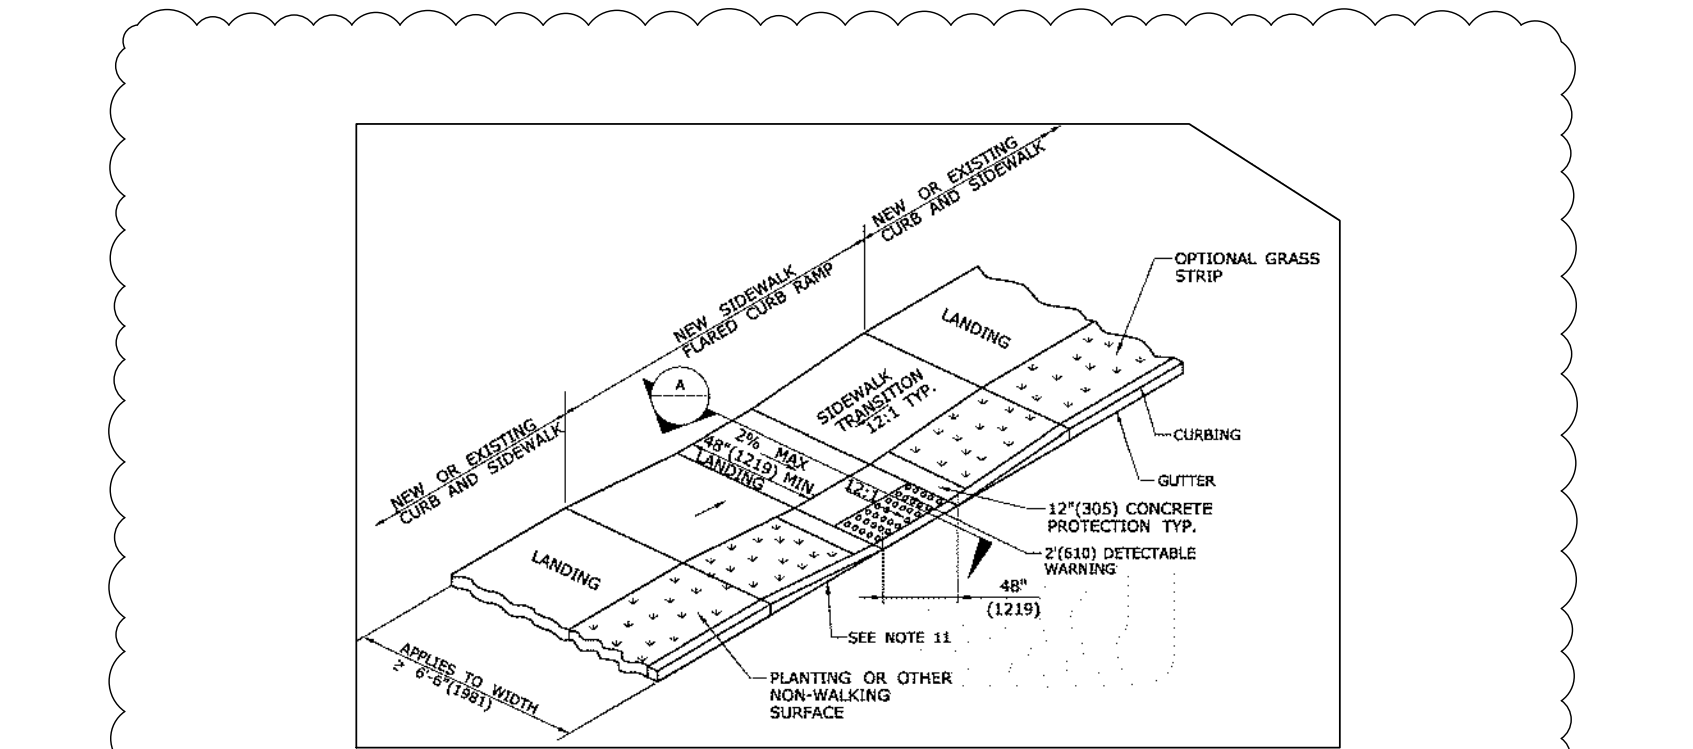 NEW OR EXISTING
CURB AND SIDEWALK
OPTIONAL GRASS
STRIP
NEW SIDEWALK
FLARED CURB RAMP
LANDING
A
SIDEWALK
TRANSITION
12:1 TYP.
NEW OR EXISTING
CURB AND SIDEWALK
2% MAX
48"(1219) MIN
LANDING
12:1
CURBING
GUTTER
12"(305) CONCRETE
PROTECTION TYP.
2'(610) DETECTABLE
WARNING
LANDING
48"
(1219)
SEE NOTE 11
APPLIES TO WIDTH
6'-6"(1981)
PLANTING OR OTHER
NON-WALKING
SURFACE